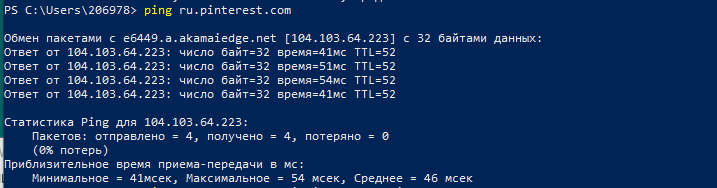 PS C:\Users\206978> ping ru.pinterest.com
Обмен пакетами с e6449.a.akamaiedge.net [104.103.64.223] с 32 байтами данных:
Ответ от 104.103.64.223: число байт=32 время=41мс TTL=52
Ответ от 104.103.64.223: число байт=32 время=51мс TTL=52
Ответ от 104.103.64.223: число байт=32 время=54мс TTL=52
Ответ от 104.103.64.223: число байт=32 время=41мс TTL=52
Статистика Ping для 104.103.64.223:
Пакетов: отправлено = 4, получено = 4, потеряно = 0
(0% потерь)
Приблизительное время приема-передачи в мс:
Минимальное = 41мсек, Максимальное = 54 мсек, Среднее = 46 мсек